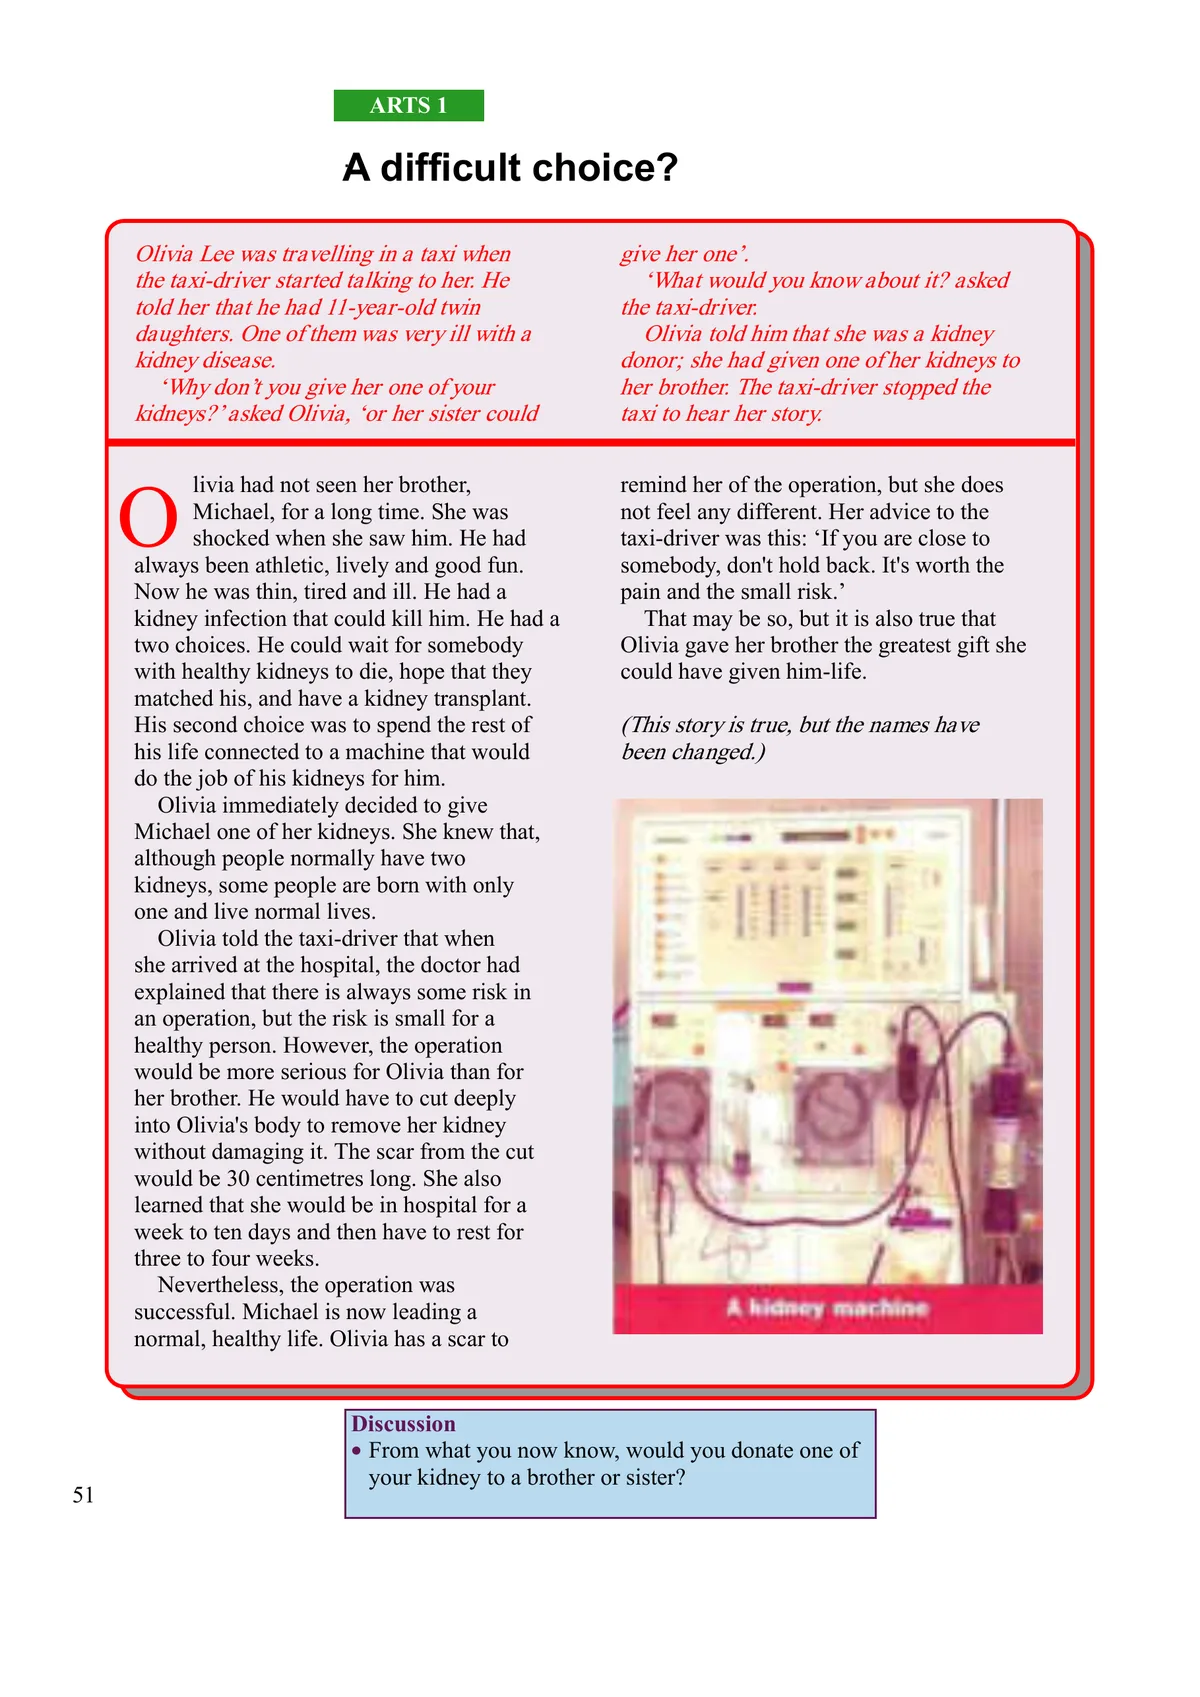 ARTS 1
A difficult choice?
Olivia Lee was travelling in a taxi when
the taxi-driver started talking to her. He
told her that he had 11-year-old twin
daughters. One of them was very ill with a
kidney disease.
‘Why don’t you give her one of your
kidneys?’ asked Olivia, ‘or her sister could
give her one’.
‘What would you know about it? asked
the taxi-driver.
Olivia told him that she was a kidney
donor; she had given one of her kidneys to
her brother. The taxi-driver stopped the
taxi to hear her story.
Olivia had not seen her brother,
Michael, for a long time. She was
shocked when she saw him. He had
always been athletic, lively and good fun.
Now he was thin, tired and ill. He had a
kidney infection that could kill him. He had a
two choices. He could wait for somebody
with healthy kidneys to die, hope that they
matched his, and have a kidney transplant.
His second choice was to spend the rest of
his life connected to a machine that would
do the job of his kidneys for him.
Olivia immediately decided to give
Michael one of her kidneys. She knew that,
although people normally have two
kidneys, some people are born with only
one and live normal lives.
Olivia told the taxi-driver that when
she arrived at the hospital, the doctor had
explained that there is always some risk in
an operation, but the risk is small for a
healthy person. However, the operation
would be more serious for Olivia than for
her brother. He would have to cut deeply
into Olivia's body to remove her kidney
without damaging it. The scar from the cut
would be 30 centimetres long. She also
learned that she would be in hospital for a
week to ten days and then have to rest for
three to four weeks.
Nevertheless, the operation was
successful. Michael is now leading a
normal, healthy life. Olivia has a scar to
remind her of the operation, but she does
not feel any different. Her advice to the
taxi-driver was this: ‘If you are close to
somebody, don't hold back. It's worth the
pain and the small risk.’
That may be so, but it is also true that
Olivia gave her brother the greatest gift she
could have given him-life.
(This story is true, but the names have
been changed.)
A kidney machine
Discussion
• From what you now know, would you donate one of
your kidney to a brother or sister?
51